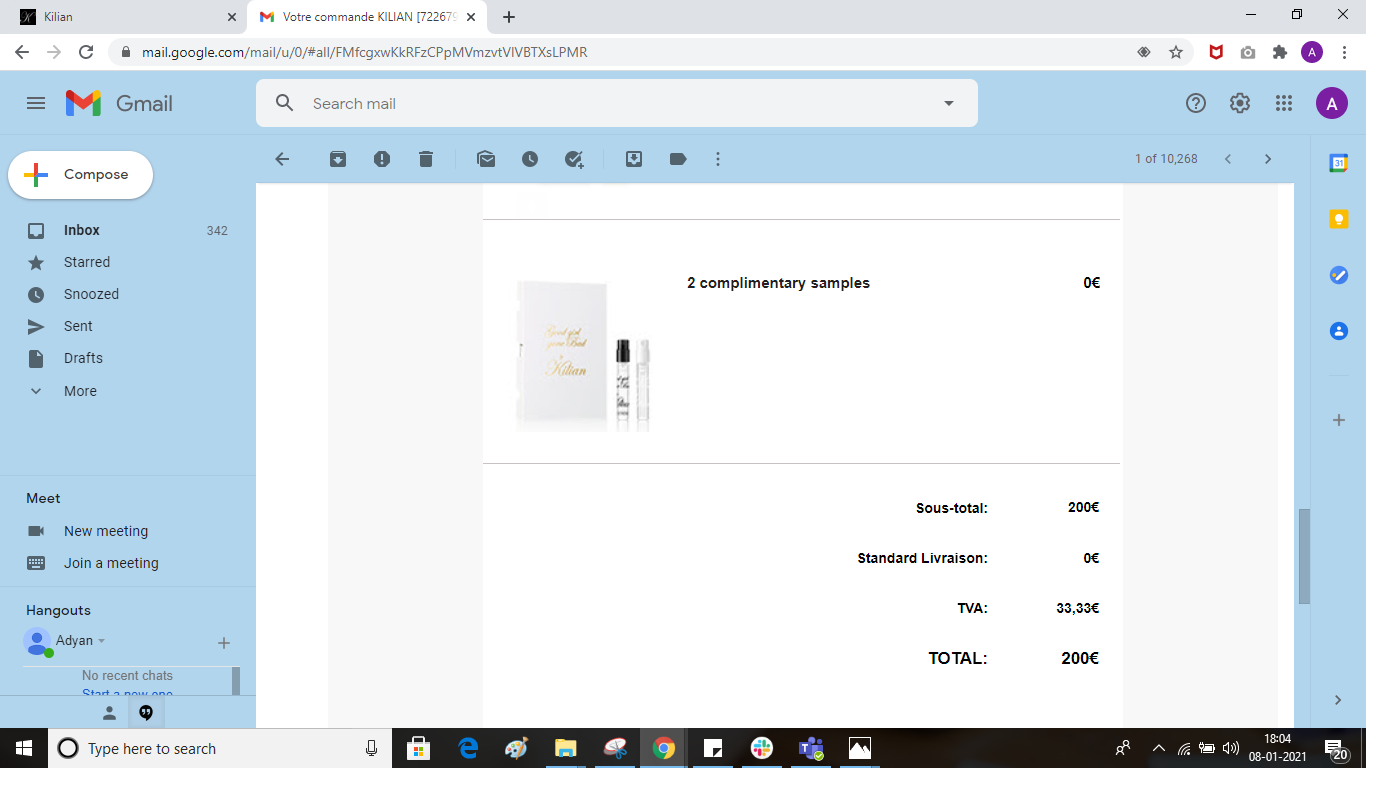 Kilian
Votre commande KILIAN [722679
mail.google.com/mail/u/0/#all/FMfcgxwKkRFzCPpMVmzvtVIVBTXsLPMR
A
Gmail
Search mail
A
Compose
1 of 10,268
31
Inbox 342
Starred
Snoozed
Sent
Drafts
More
2 complimentary samples 0€
Good girl
gone Bad
Kilian
Sous-total: 200€
Standard Livraison: 0€
TVA: 33,33€
TOTAL: 200€
Meet
New meeting
Join a meeting
Hangouts
Adyan
No recent chats
Start a new one
Type here to search
18:04
08-01-2021
20